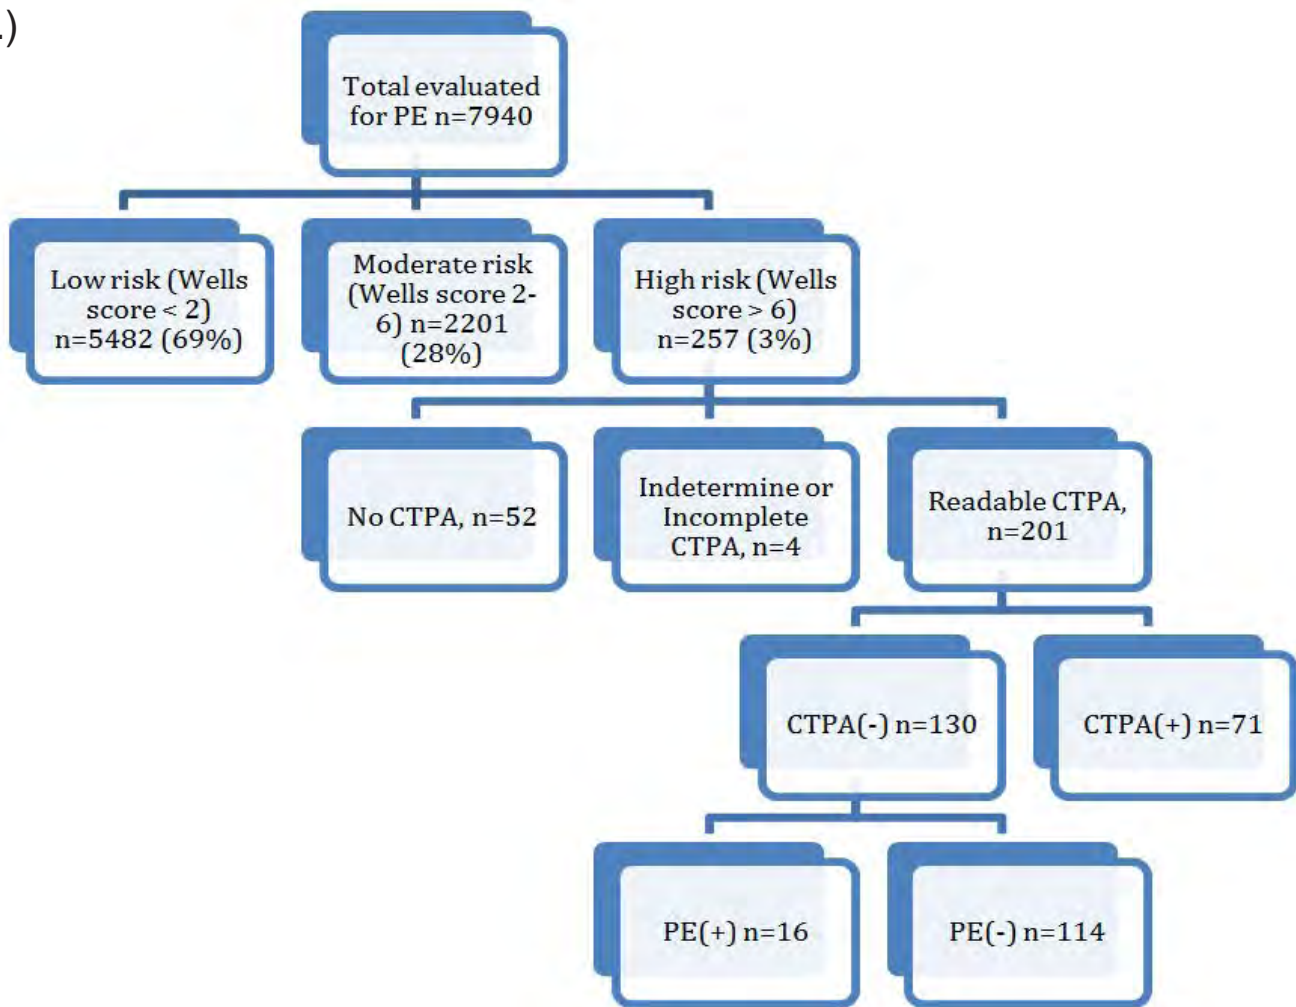 .)
Total evaluated
for PE n=7940
Low risk (Wells
score < 2)
n=5482 (69%)
Moderate risk
(Wells score 2-
6) n=2201
(28%)
High risk (Wells
score > 6)
n=257 (3%)
No CTPA, n=52
Indetermine or
Incomplete
CTPA, n=4
Readable CTPA,
n=201
CTPA(-) n=130
CTPA(+) n=71
PE(+) n=16
PE(-) n=114